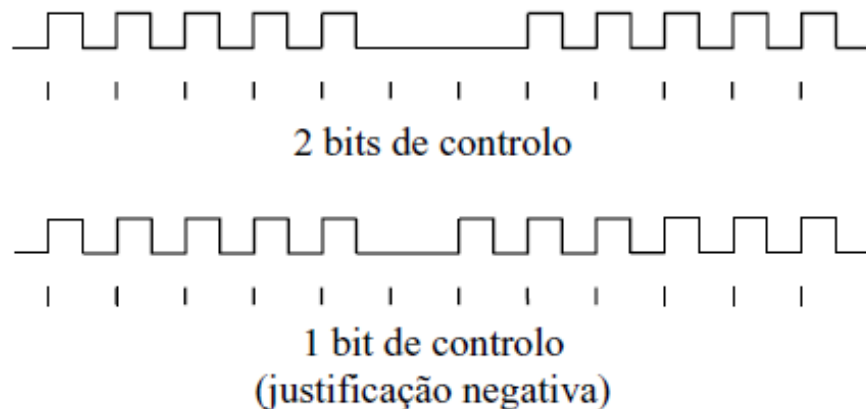 2 bits de controlo
1 bit de controlo
(justificação negativa)